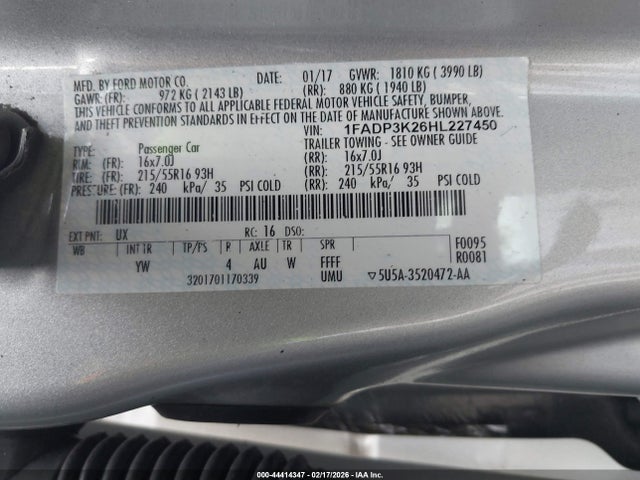 MFD. BY FORD MOTOR CO. DATE: 01/17 GVWR: 1810 KG ( 3990 LB)
GAWR: (FR): 972 KG ( 2143 LB) (RR): 880 KG ( 1940 LB)
THIS VEHICLE CONFORMS TO ALL APPLICABLE FEDERAL MOTOR VEHICLE SAFETY, BUMPER,
AND THEFT PREVENTION STANDARDS IN EFFECT ON THE DATE OF MANUFACTURE SHOWN ABOVE.
VIN: 1FADP3K26HL227450
TYPE: Passenger Car TRAILER TOWING - SEE OWNER GUIDE
RIM: (FR) 16x7.0J (RR): 16x7.0J
TIRE: (FR) 215/55R16 93H (RR): 215/55R16 93H
PRESSURE: (FR) 240 kPa/ 35 PSI COLD (RR): 240 kPa/ 35 PSI COLD
EXT PNT: UX RC: 16 DSO: F0095
WB INT TR TP/PS R AXLE TR SPR R0081
YW 4 AU W FFFF
3201701170339 UMU ▽5U5A-3520472-AA
000-44414347 - 02/17/2026 - IAA Inc.